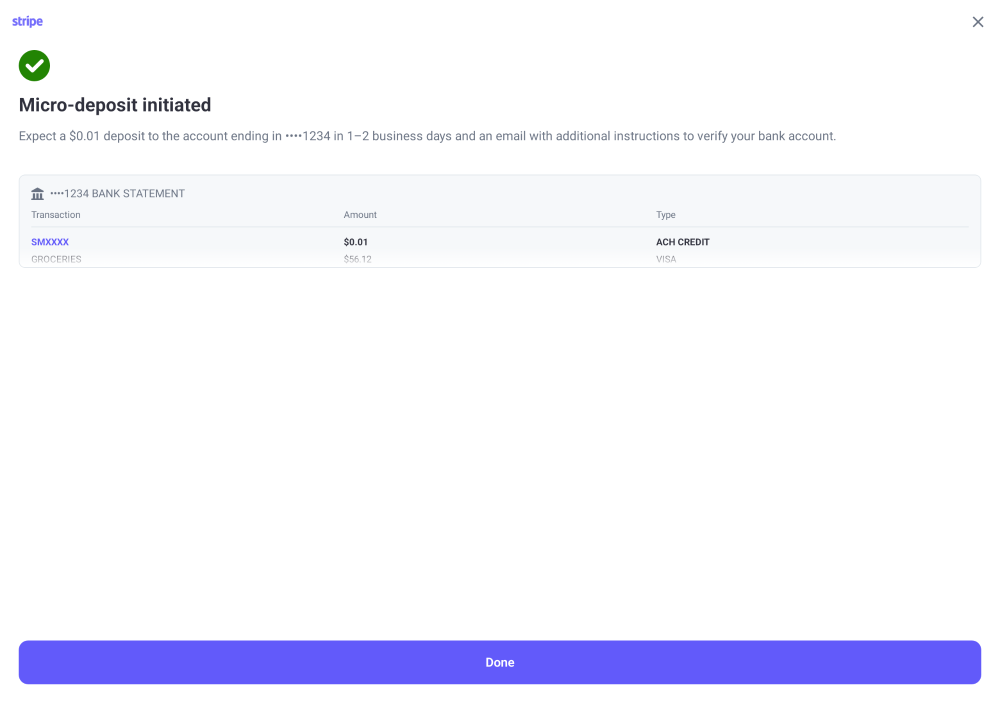 stripe
Micro-deposit initiated
Expect a $0.01 deposit to the account ending in ••••1234 in 1–2 business days and an email with additional instructions to verify your bank account.
••••1234 BANK STATEMENT
Transaction Amount Type
SMXXXX $0.01 ACH CREDIT
GROCERIES $56.12 VISA
Done